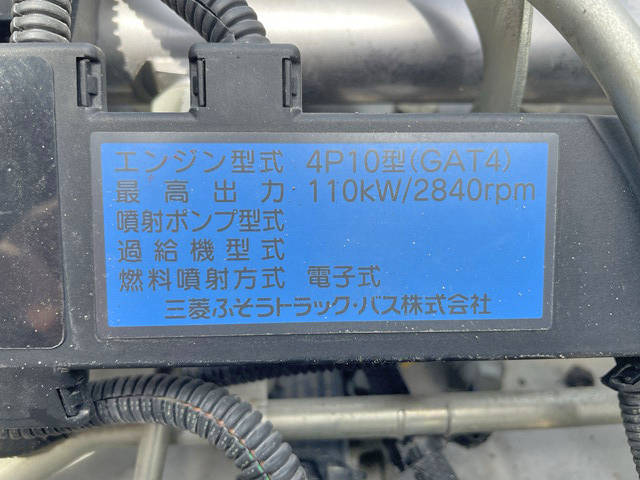 エンジン型式 4P10型(GAT4)
最高出力 110kW/2840rpm
噴射ポンプ型式
過給機型式
燃料噴射方式 電子式
三菱ふそうトラック・バス株式会社